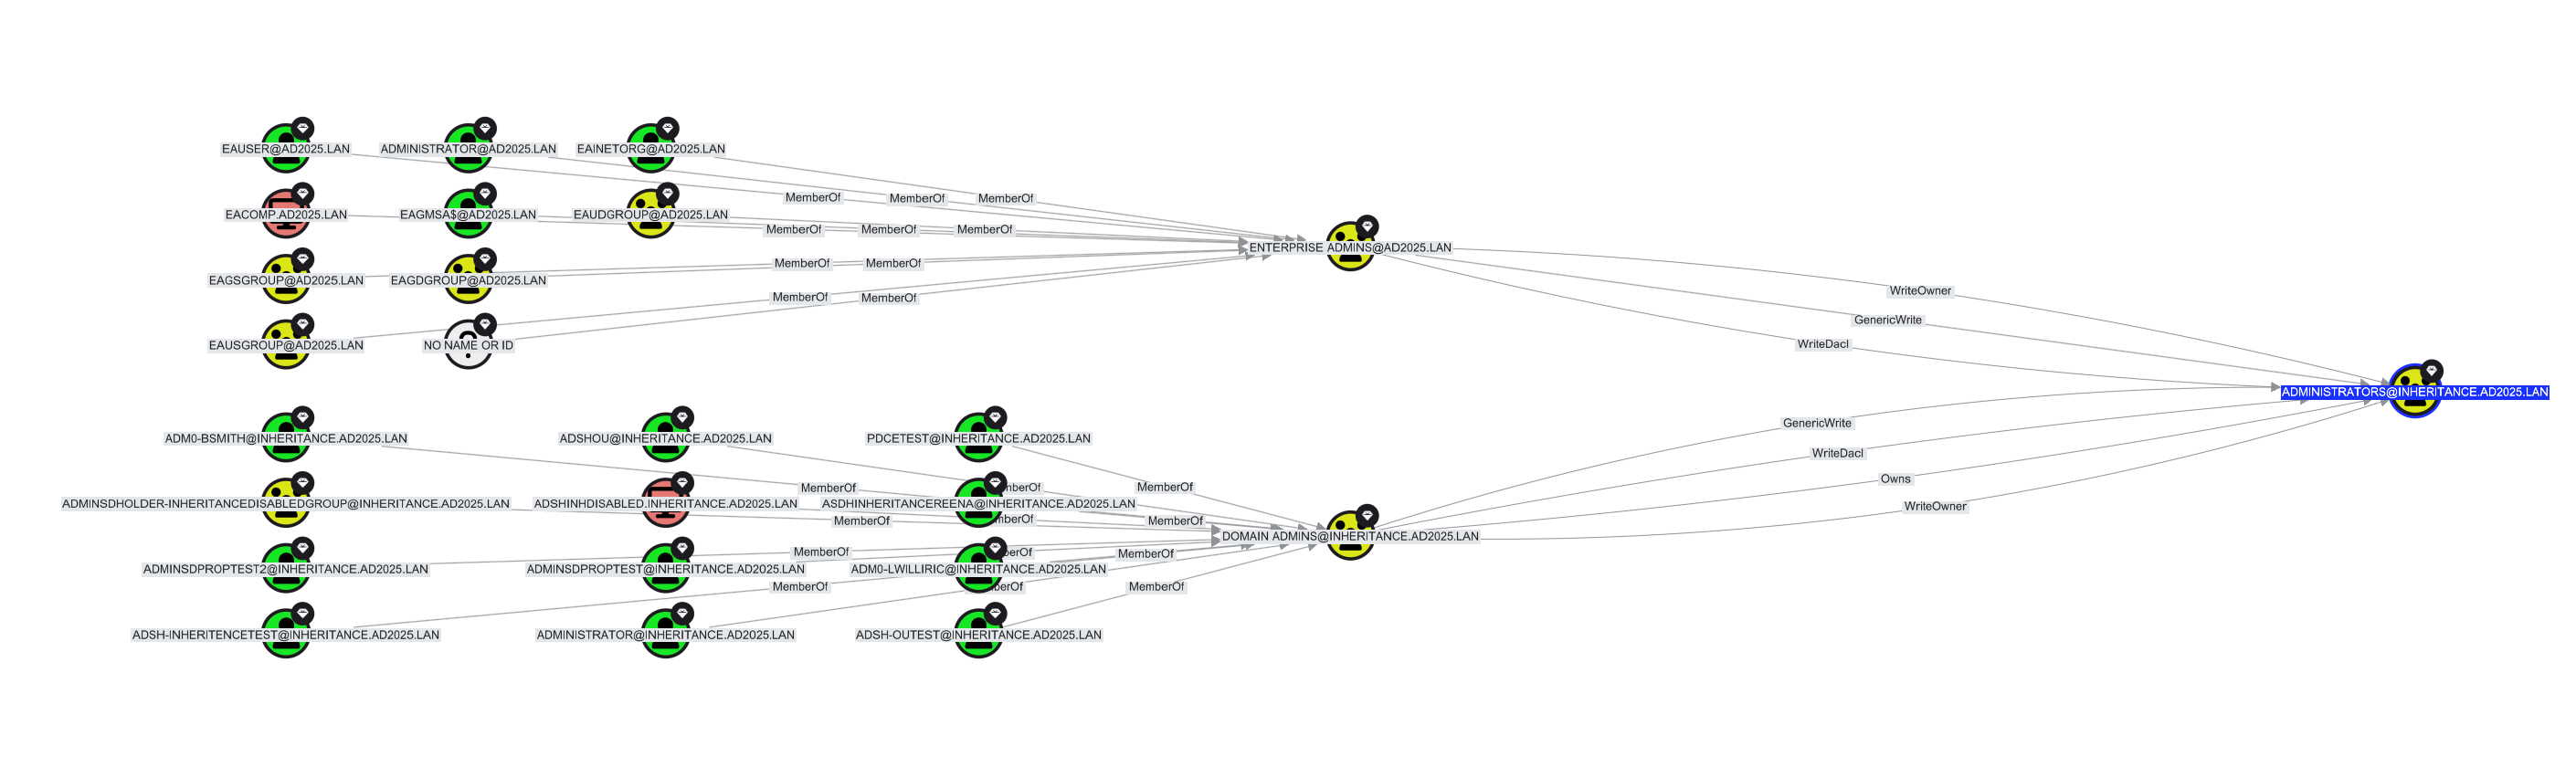 EAUSER@AD2025.LAN
ADMINISTRATOR@AD2025.LAN
EAINETORG@AD2025.LAN
MemberOf
MemberOf
MemberOf
EACOMP.AD2025.LAN
EAGMSA$@AD2025.LAN
EAUDGROUP@AD2025.LAN
MemberOf
MemberOf
MemberOf
ENTERPRISE ADMINS@AD2025.LAN
MemberOf
MemberOf
EAGSGROUP@AD2025.LAN
EAGDGROUP@AD2025.LAN
WriteOwner
MemberOf
MemberOf
GenericWrite
EAUSGROUP@AD2025.LAN
NO NAME OR ID
WriteDacl
ADMINISTRATORS@INHERITANCE.AD2025.LAN
GenericWrite
ADM0-BSMITH@INHERITANCE.AD2025.LAN
ADSHOU@INHERITANCE.AD2025.LAN
PDCETEST@INHERITANCE.AD2025.LAN
WriteDacl
Owns
MemberOf
mberOf
MemberOf
ADMINSDHOLDER-INHERITANCEDISABLEDGROUP@INHERITANCE.AD2025.LAN
ADSHINHDISABLED.INHERITANCE.AD2025.LAN
ASDHINHERITANCEREENA@INHERITANCE.AD2025.LAN
WriteOwner
MemberOf
mberOf
MemberOf
DOMAIN ADMINS@INHERITANCE.AD2025.LAN
MemberOf
berOf
MemberOf
ADMINSDPROPTEST2@INHERITANCE.AD2025.LAN
ADMINSDPROPTEST@INHERITANCE.AD2025.LAN
ADM0-LWILLIRIC@INHERITANCE.AD2025.LAN
MemberOf
berOf
MemberOf
ADSH-INHERITENCETEST@INHERITANCE.AD2025.LAN
ADMINISTRATOR@INHERITANCE.AD2025.LAN
ADSH-OUTEST@INHERITANCE.AD2025.LAN